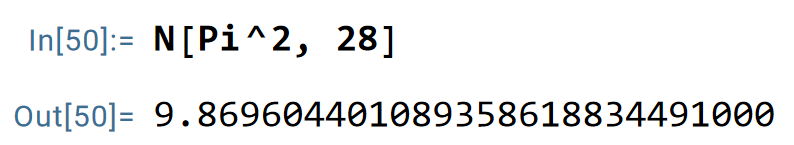 In[50]:= N[Pi^2, 28]
Out[50]= 9.869604401089358618834491000